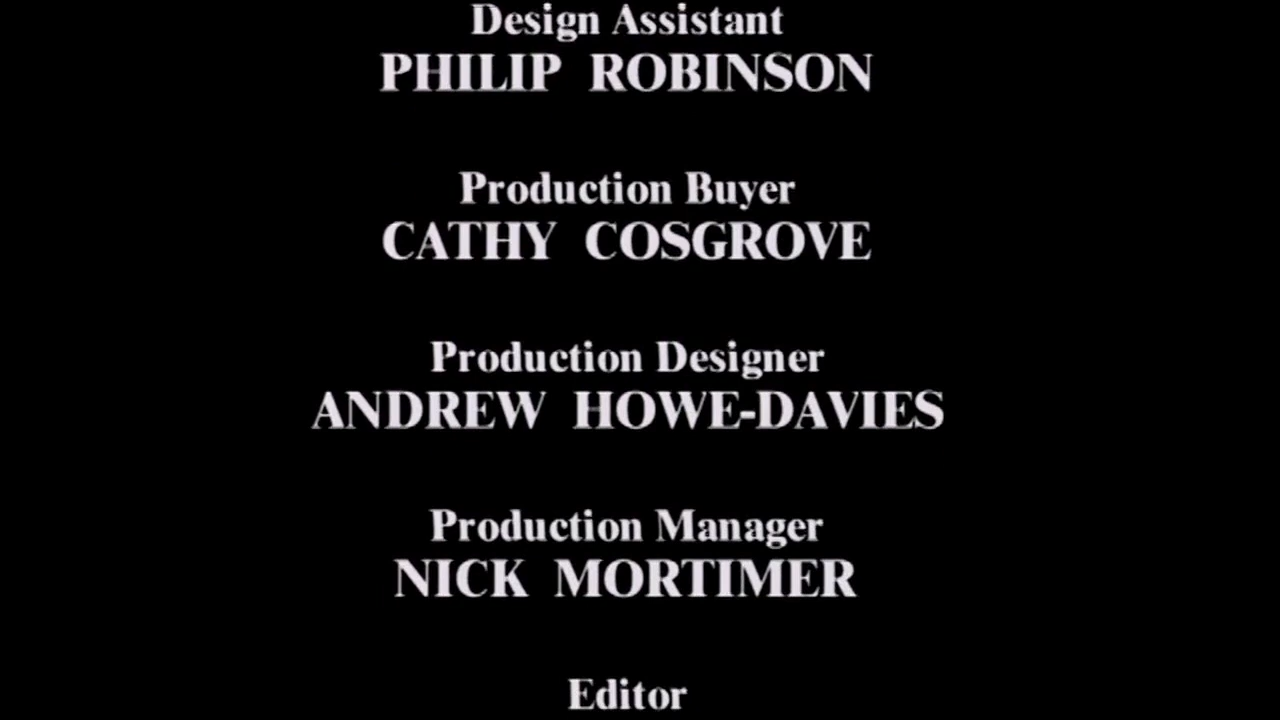 Design Assistant
PHILIP ROBINSON
Production Buyer
CATHY COSGROVE
Production Designer
ANDREW HOWE-DAVIES
Production Manager
NICK MORTIMER
Editor